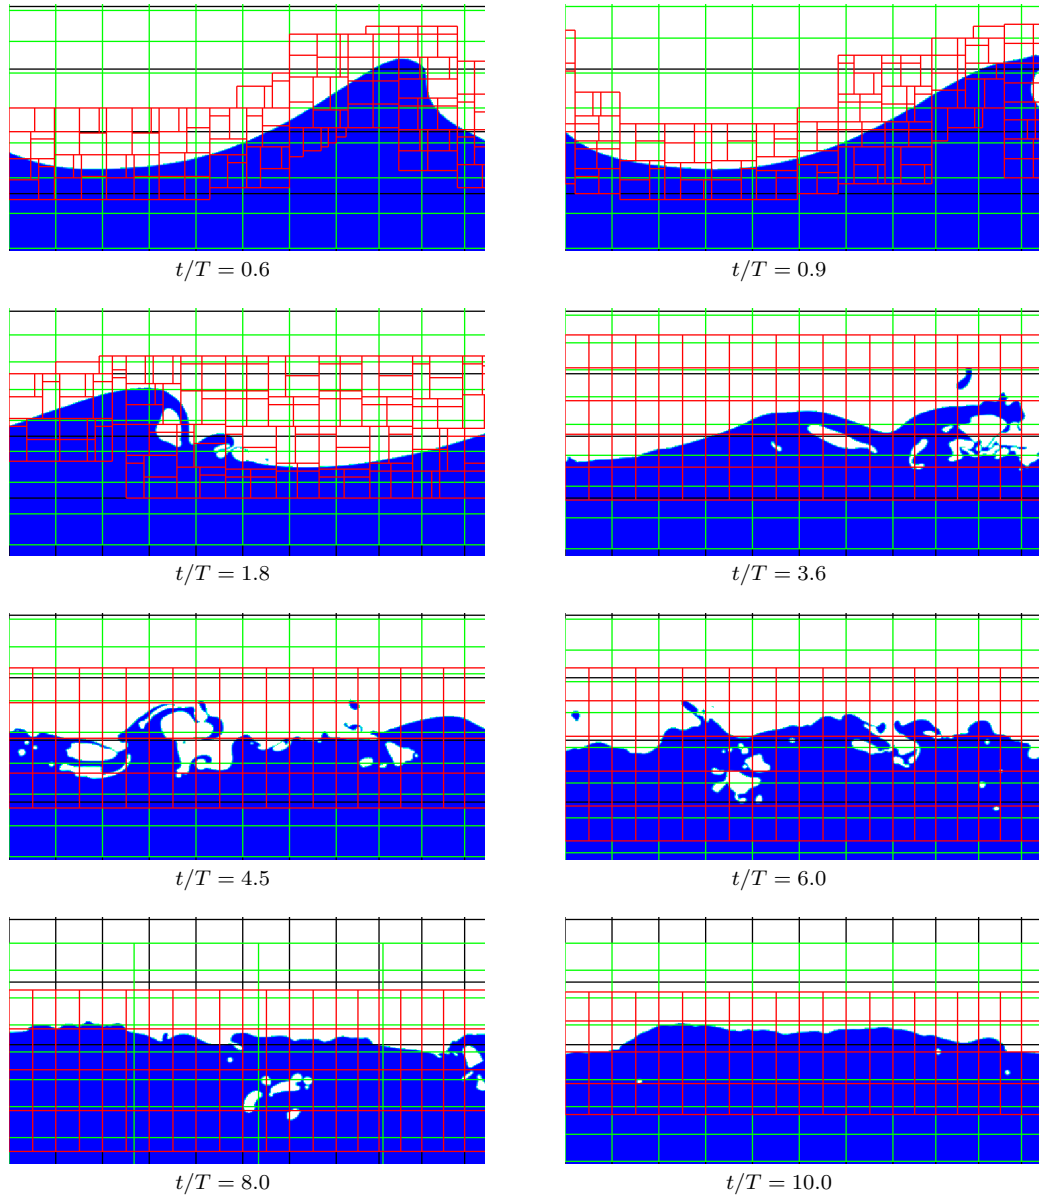 t/T = 0.6
t/T = 0.9
t/T = 1.8
t/T = 3.6
t/T = 4.5
t/T = 6.0
t/T = 8.0
t/T = 10.0